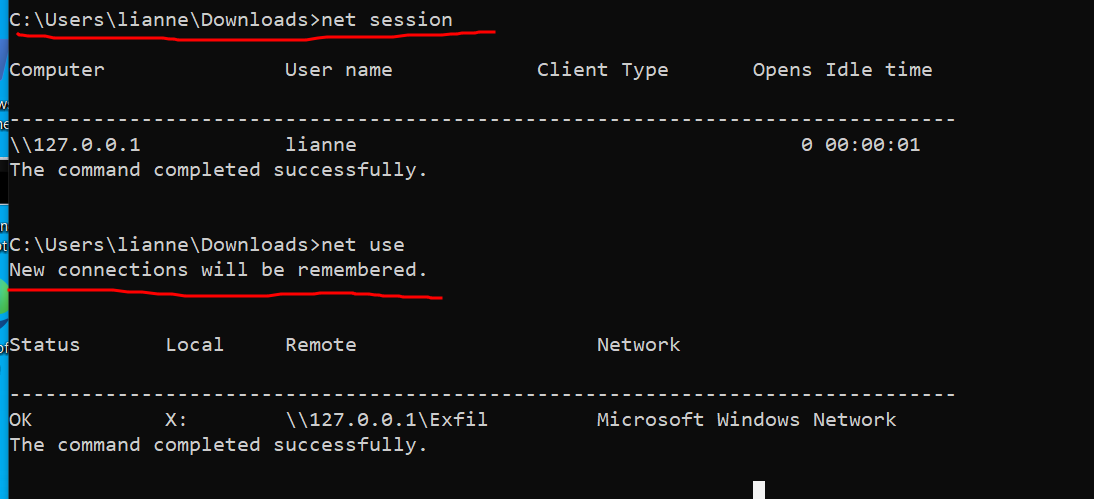 C:\Users\lianne\Downloads>net session
Computer User name Client Type Opens Idle time
-------------------------------------------------------------------------------
\\127.0.0.1 lianne 0 00:00:01
The command completed successfully.
C:\Users\lianne\Downloads>net use
New connections will be remembered.
Status Local Remote Network
-------------------------------------------------------------------------------
OK X: \\127.0.0.1\Exfil Microsoft Windows Network
The command completed successfully.